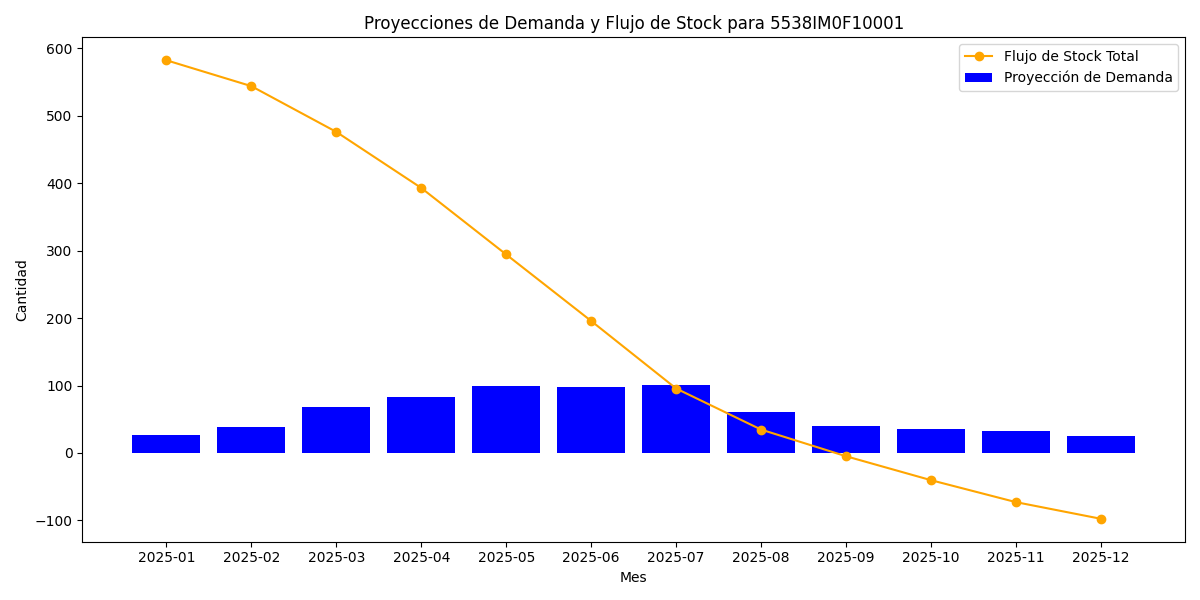 Proyecciones de Demanda y Flujo de Stock para 5538IM0F10001
Flujo de Stock Total
Proyección de Demanda
Cantidad
600
500
400
300
200
100
0
−100
2025-01 2025-02 2025-03 2025-04 2025-05 2025-06 2025-07 2025-08 2025-09 2025-10 2025-11 2025-12
Mes